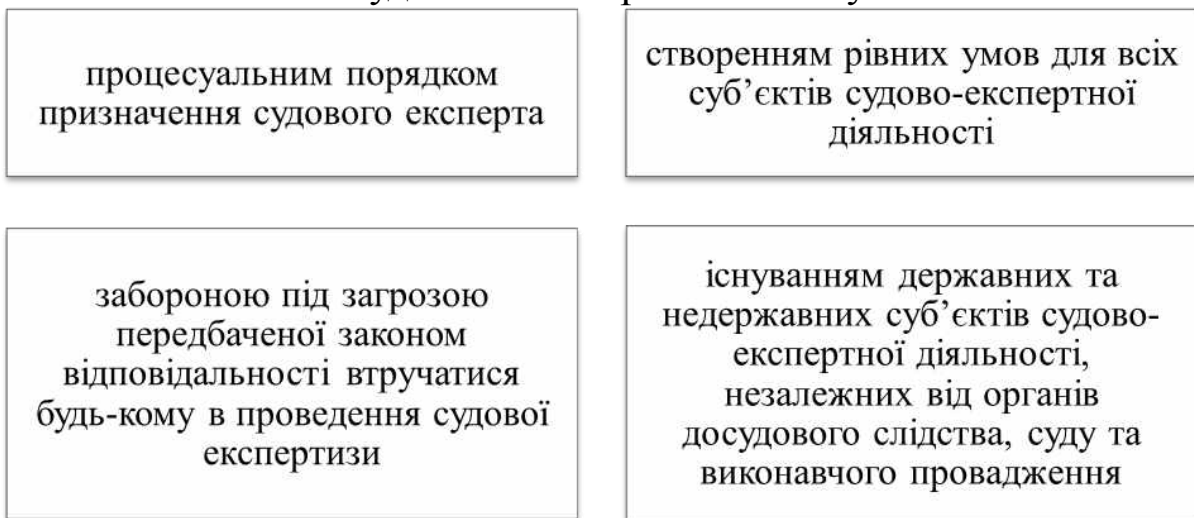 процесуальним порядком
призначення судового експерта
створенням рівних умов для всіх
суб’єктів судово-експертної
діяльності
забороною під загрозою
передбаченої законом
відповідальності втручатися
будь-кому в проведення судової
експертизи
існуванням державних та
недержавних суб’єктів судово-
експертної діяльності,
незалежних від органів
досудового слідства, суду та
виконавчого провадження